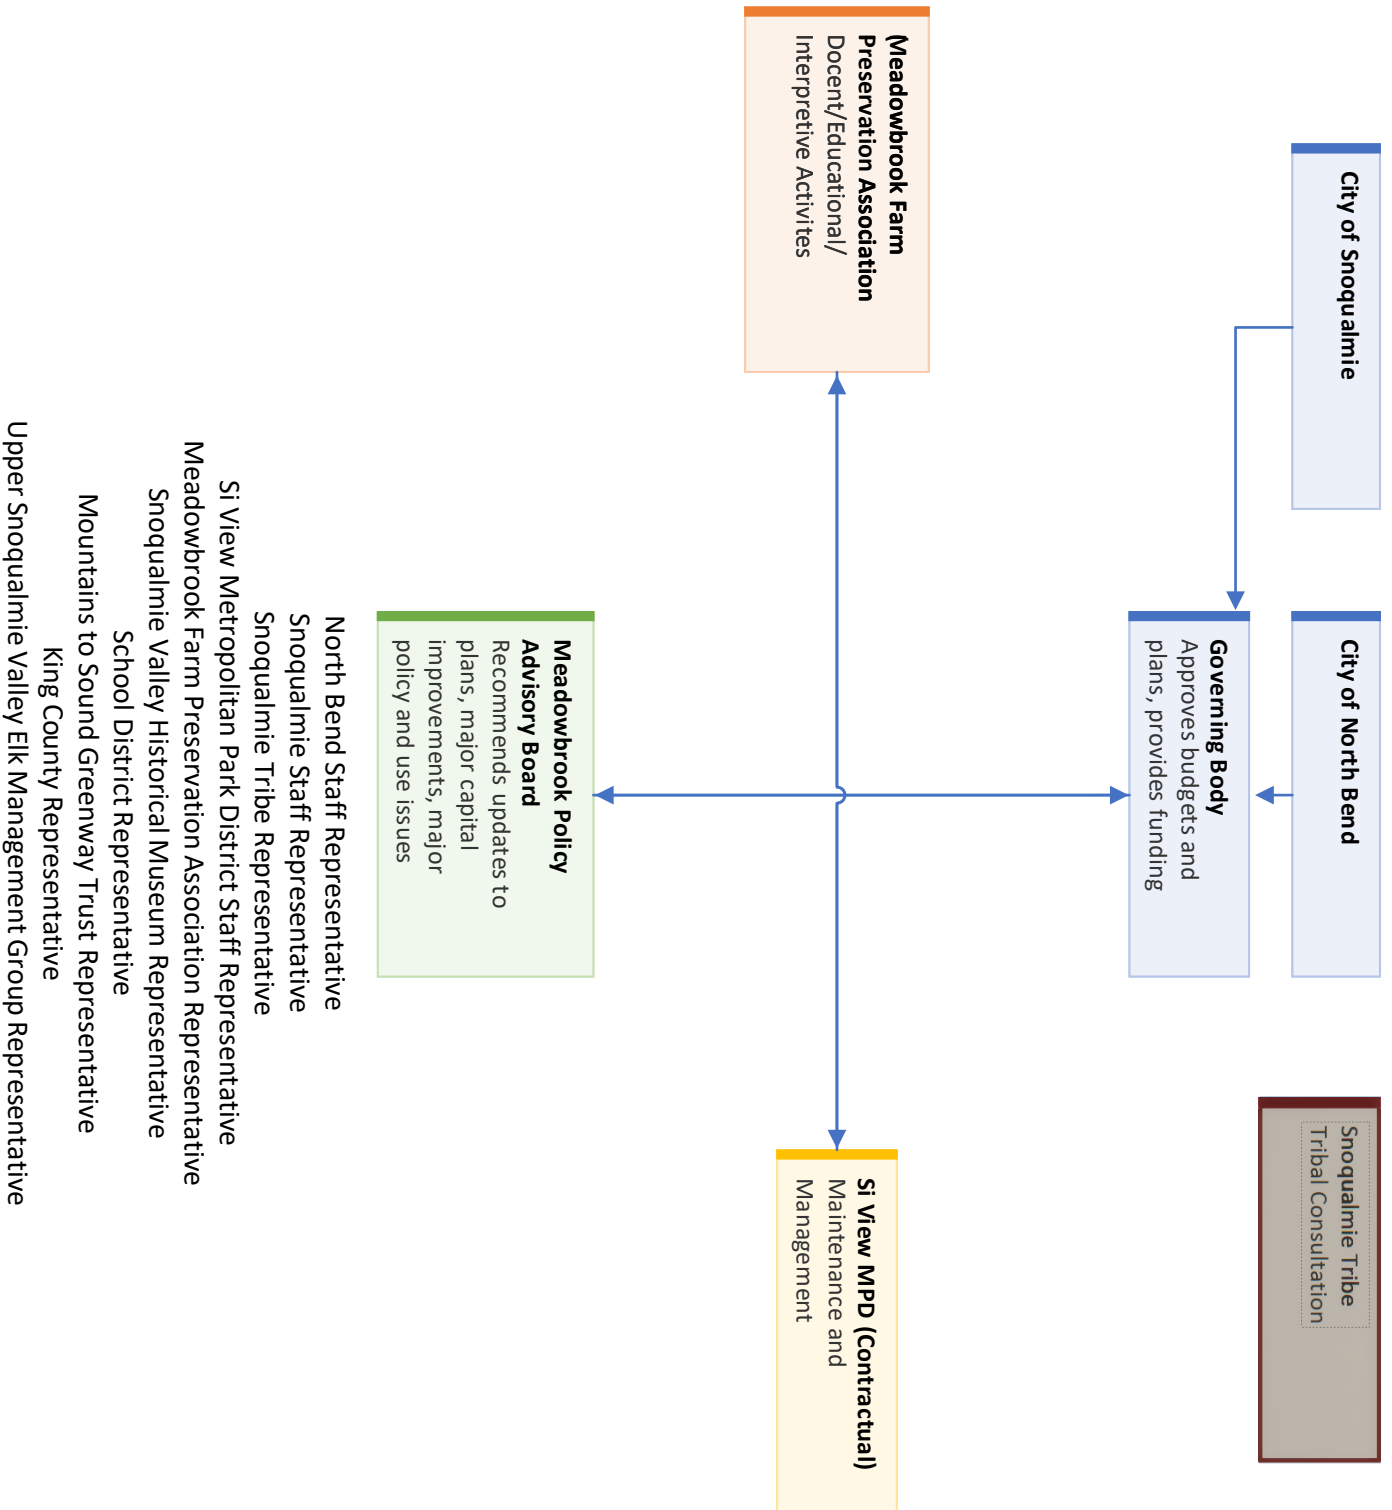 City of Snoqualmie
City of North Bend
Snoqualmie Tribe
Tribal Consultation
Governing Body
Approves budgets and
plans, provides funding
(Meadowbrook Farm
Preservation Association
Docent/Educational/
Interpretive Activites
Si View MPD (Contractual)
Maintenance and
Management
Meadowbrook Policy
Advisory Board
Recommends updates to
plans, major capital
improvements, major
policy and use issues
North Bend Staff Representative
Snoqualmie Staff Representative
Snoqualmie Tribe Representative
Si View Metropolitan Park District Staff Representative
Meadowbrook Farm Preservation Association Representative
Snoqualmie Valley Historical Museum Representative
School District Representative
Mountains to Sound Greenway Trust Representative
King County Representative
Upper Snoqualmie Valley Elk Management Group Representative